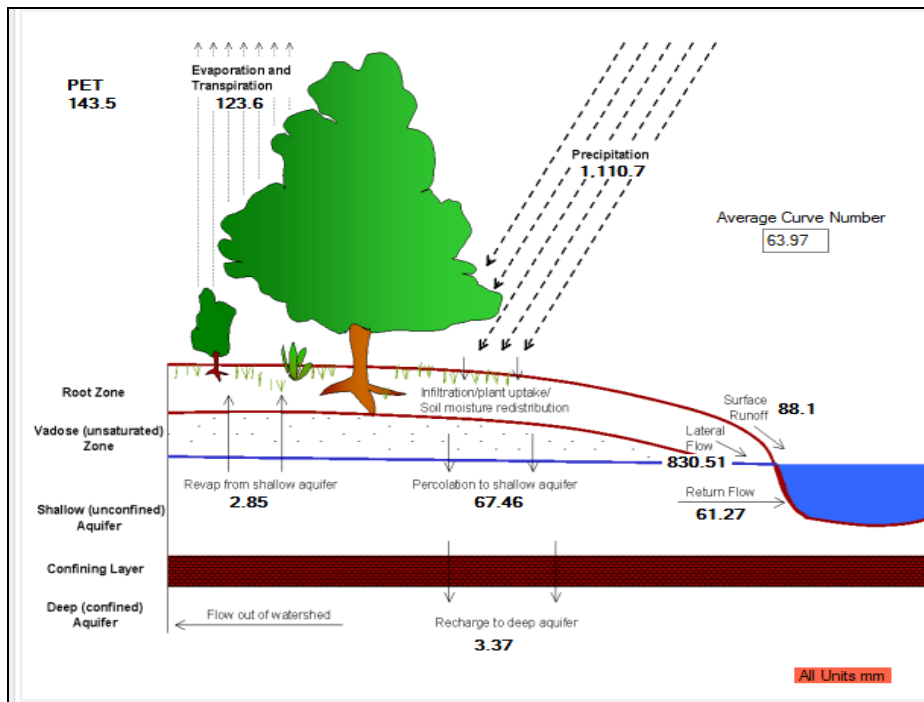 PET
143.5
Evaporation and
Transpiration
123.6
Precipitation
1,110.7
Average Curve Number
63.97
Root Zone
Infiltration/plant uptake/
Soil moisture redistribution
Surface
Runoff
88.1
Vadose (unsaturated)
Zone
Lateral
Flow
830.51
Revap from shallow aquifer
2.85
Percolation to shallow aquifer
67.46
Return Flow
61.27
Shallow (unconfined)
Aquifer
Confining Layer
Deep (confined)
Aquifer
Flow out of watershed
Recharge to deep aquifer
3.37
All Units mm